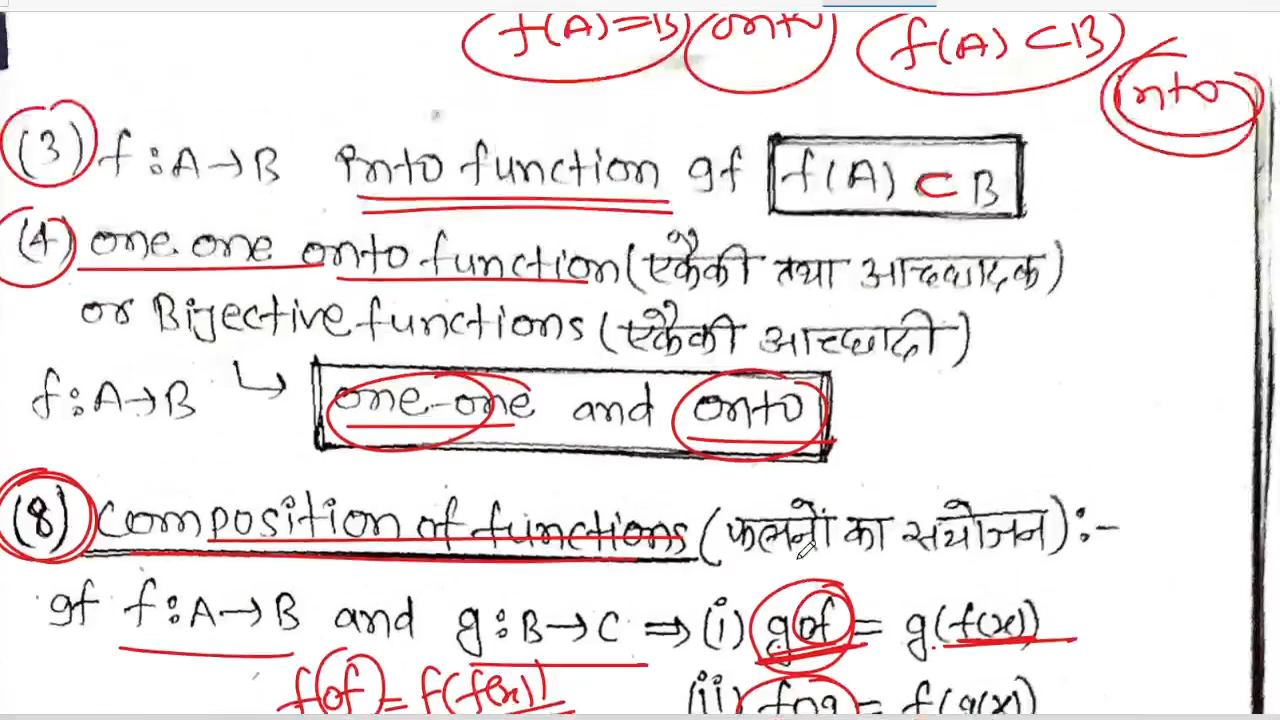 f(A)=B onto f(A) ⊂ B
into
(3) f:A→B into function if f(A) ⊂ B
(4) one one onto function (एकैकी तथा आच्छादक)
or Bijective functions (एकैकी आच्छादी)
f:A→B ↳ one-one and onto
(8) Composition of functions (फलनों का संयोजन) :-
if f:A→B and g:B→C ⇒ (i) gof = g(f(x))
fof = f(f(x)) (ii) fog = f(g(x))